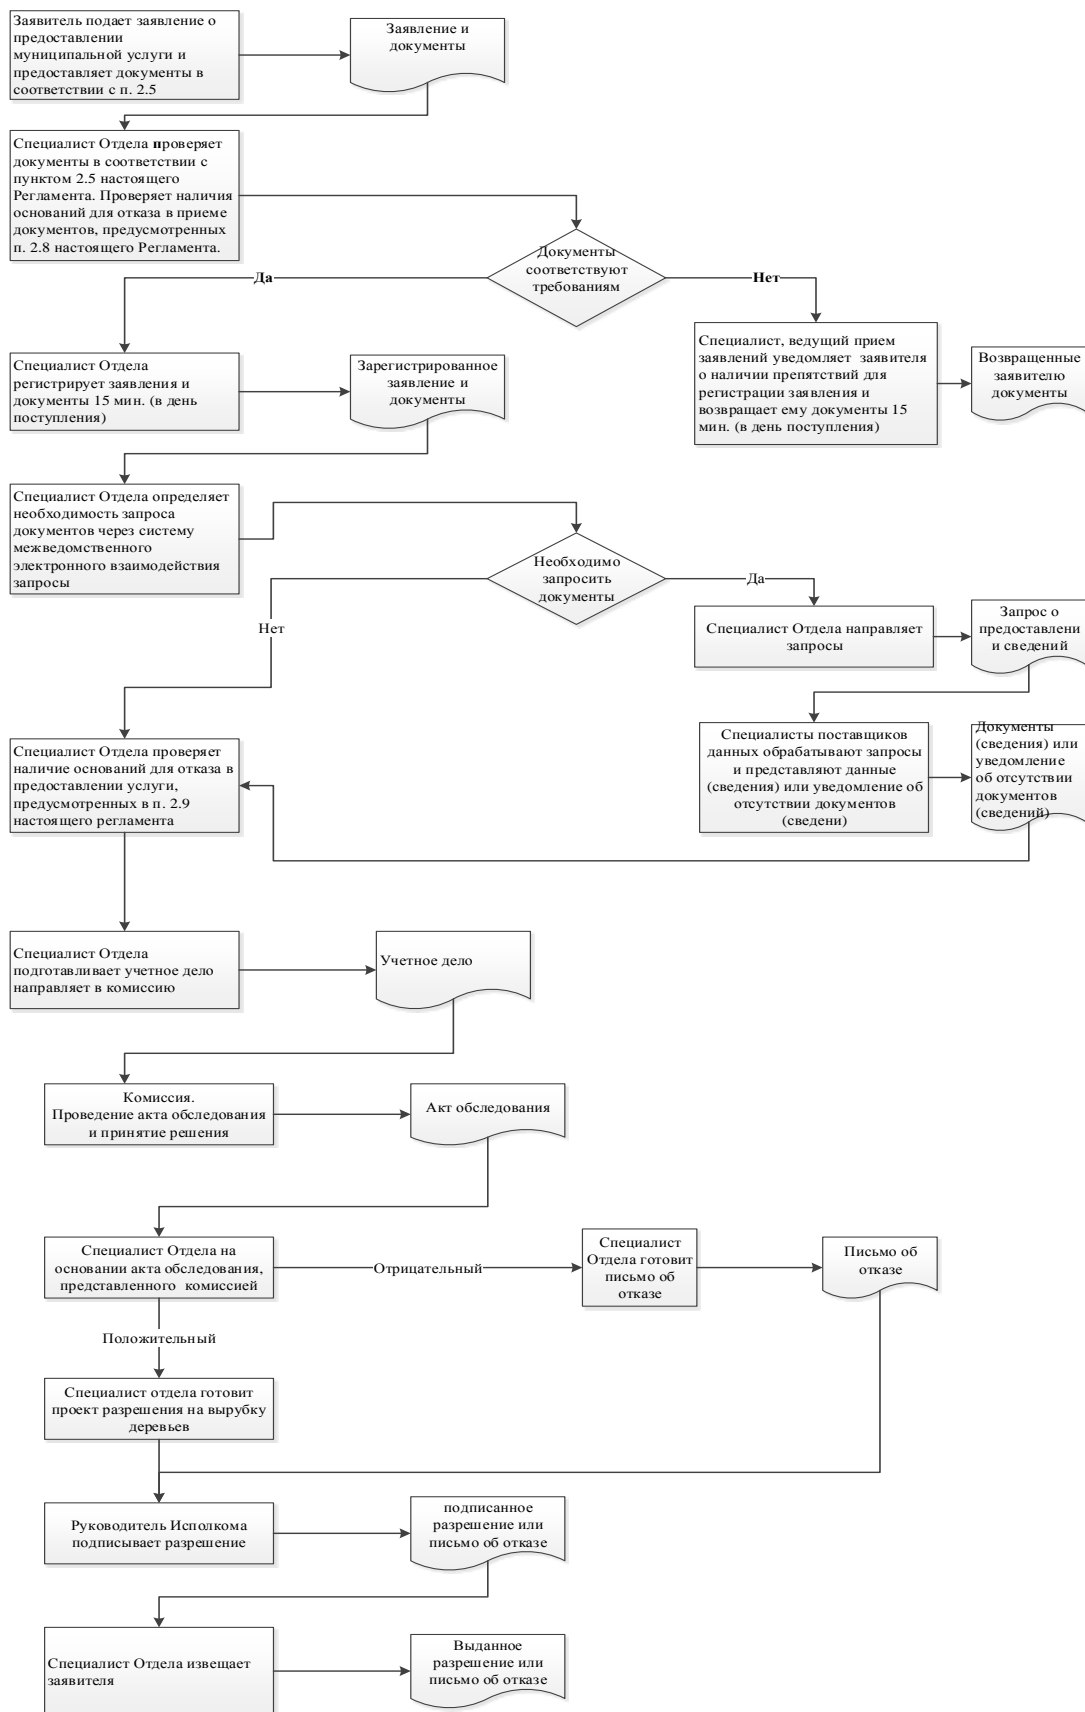 Заявитель подает заявление о
предоставлении
муниципальной услуги и
предоставляет документы в
соответствии с п. 2.5
Заявление и
документы
Специалист Отдела проверяет
документы в соответствии с
пунктом 2.5 настоящего
Регламента. Проверяет наличия
оснований для отказа в приеме
документов, предусмотренных
п. 2.8 настоящего Регламента.
Документы
соответствуют
требованиям
Да
Нет
Специалист Отдела
регистрирует заявления и
документы 15 мин. (в день
поступления)
Зарегистрированное
заявление и
документы
Специалист, ведущий прием
заявлений уведомляет заявителя
о наличии препятствий для
регистрации заявления и
возвращает ему документы 15
мин. (в день поступления)
Возвращенные
заявителю
документы
Специалист Отдела определяет
необходимость запроса
документов через систему
межведомственного
электронного взаимодействия
запросы
Необходимо
запросить
документы
Да
Нет
Специалист Отдела направляет
запросы
Запрос о
предоставлени
и сведений
Специалисты поставщиков
данных обрабатывают запросы
и представляют данные
(сведения) или уведомление об
отсутствии документов
(сведени)
Документы
(сведения) или
уведомление
об отсутствии
документов
(сведений)
Специалист Отдела проверяет
наличие оснований для отказа в
предоставлении услуги,
предусмотренных в п. 2.9
настоящего регламента
Специалист Отдела
подготавливает учетное дело
направляет в комиссию
Учетное дело
Комиссия.
Проведение акта обследования
и принятие решения
Акт обследования
Специалист Отдела на
основании акта обследования,
представленного комиссией
Отрицательный
Специалист
Отдела готовит
письмо об
отказе
Письмо об
отказе
Положительный
Специалист отдела готовит
проект разрешения на вырубку
деревьев
Руководитель Исполкома
подписывает разрешение
подписанное
разрешение или
письмо об отказе
Специалист Отдела извещает
заявителя
Выданное
разрешение или
письмо об отказе